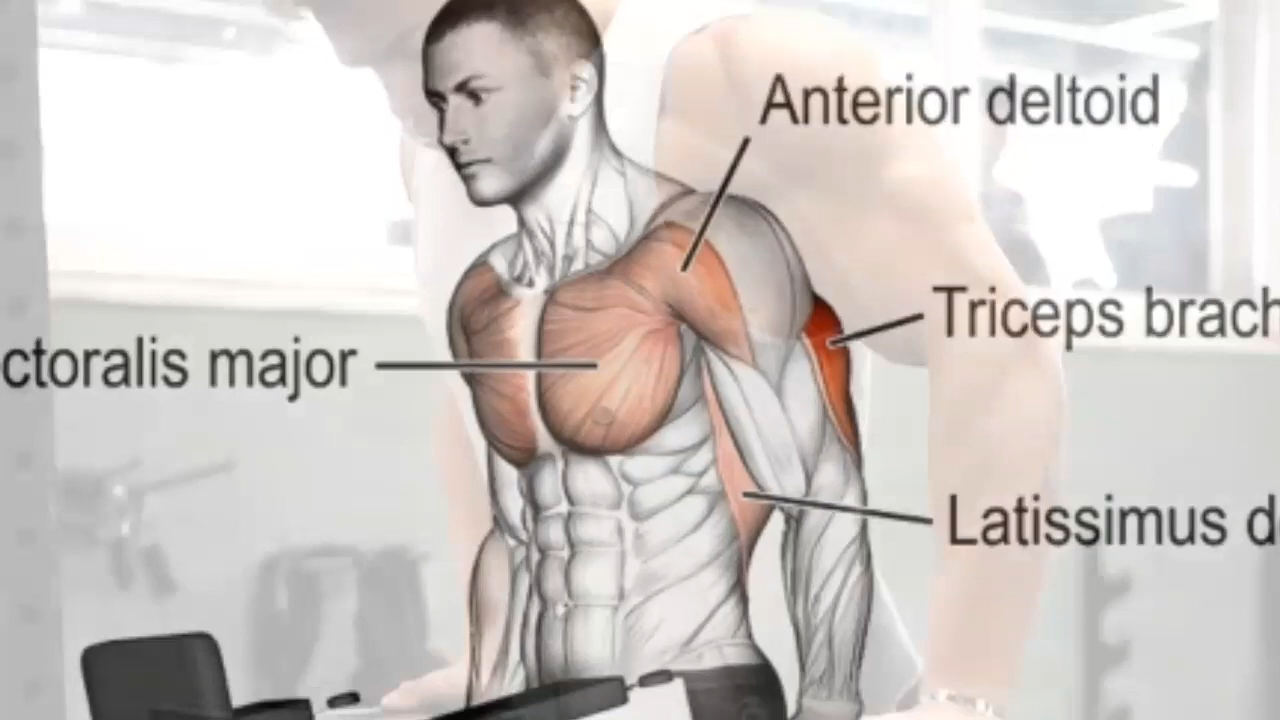 Anterior deltoid
Triceps brach
ctoralis major
Latissimus d